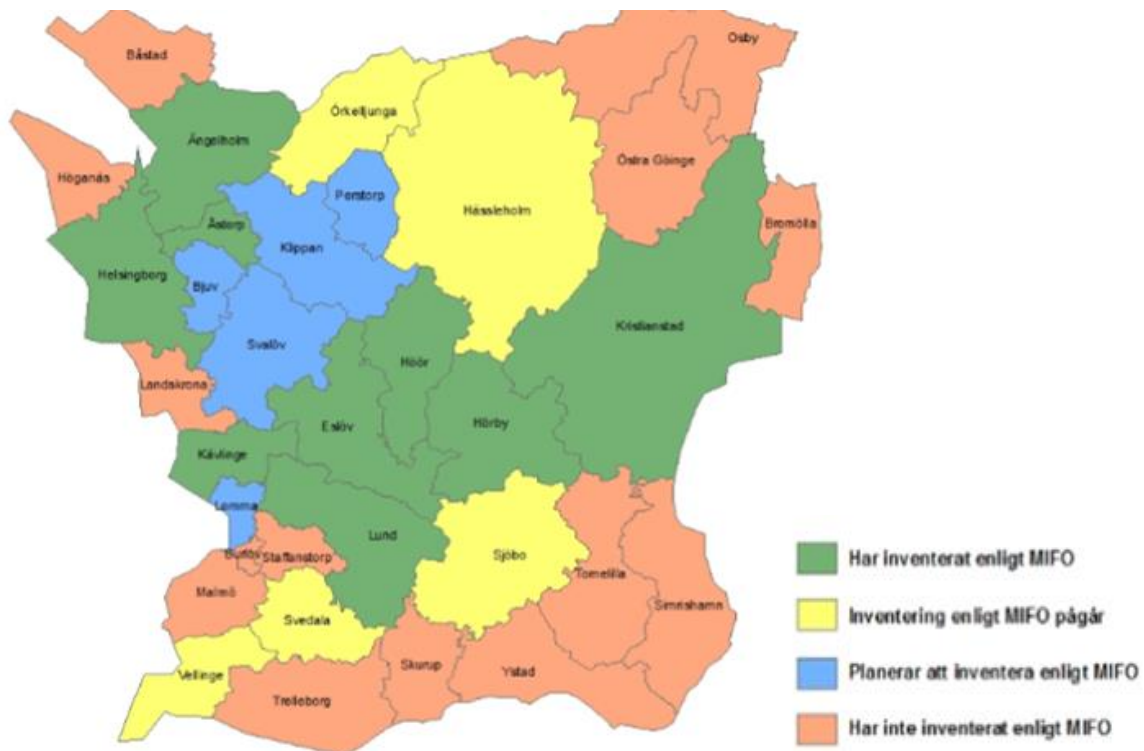 Osby
Båstad
Örkelljunga
Ängelholm
Östra Göinge
Höganäs
Perstorp
Hässleholm
Bromölla
Åstorp
Klippan
Helsingborg
Bjuv
Kristianstad
Svalöv
Höör
Landskrona
Eslöv
Hörby
Kävlinge
Lomma
Lund
Burlöv
Staffanstorp
Sjöbo
Har inventerat enligt MIFO
Tomelilla
Malmö
Simrishamn
Svedala
Inventering enligt MIFO pågår
Skurup
Ystad
Vellinge
Planerar att inventera enligt MIFO
Trelleborg
Har inte inventerat enligt MIFO